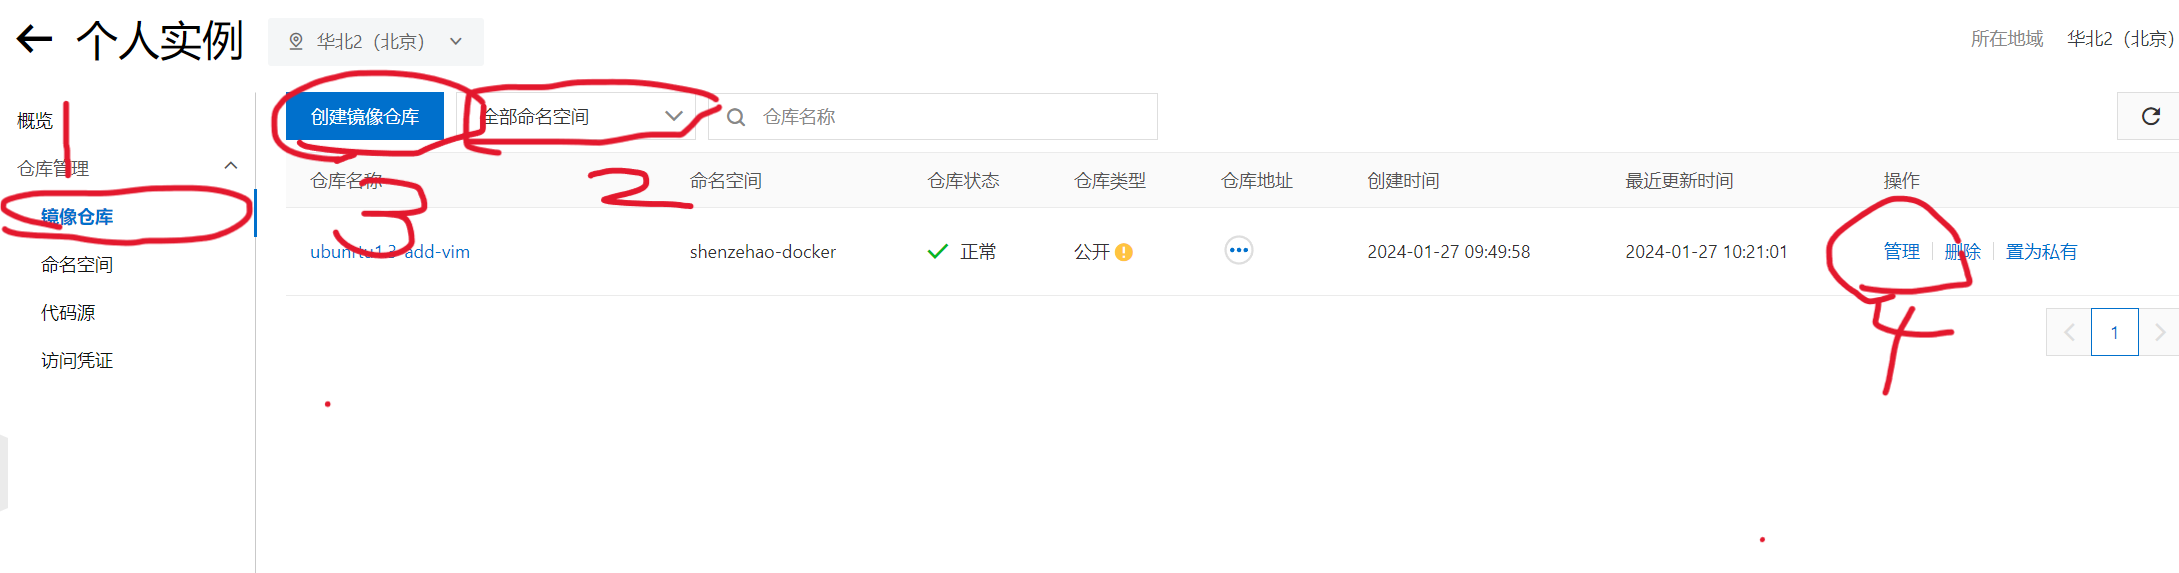 个人实例 华北2（北京） 所在地域 华北2（北京）
概览
仓库管理
镜像仓库
命名空间
代码源
访问凭证
1
创建镜像仓库 全部命名空间 仓库名称
3 2
仓库名称 命名空间 仓库状态 仓库类型 仓库地址 创建时间 最近更新时间 操作
add-vim shenzehao-docker 正常 公开 2024-01-27 09:49:58 2024-01-27 10:21:01 管理 删除 置为私有
4
1